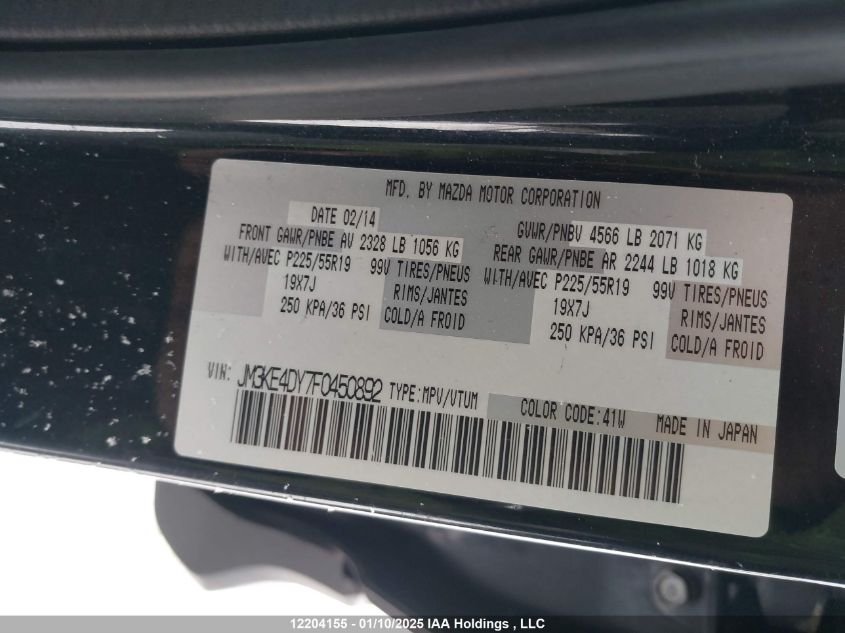 MFD. BY MAZDA MOTOR CORPORATION
DATE 02/14 GVWR/PNBV 4566 LB 2071 KG
FRONT GAWR/PNBE AV 2328 LB 1056 KG REAR GAWR/PNBE AR 2244 LB 1018 KG
WITH/AVEC P225/55R19 99V TIRES/PNEUS WITH/AVEC P225/55R19 99V TIRES/PNEUS
19X7J RIMS/JANTES 19X7J RIMS/JANTES
250 KPA/36 PSI COLD/A FROID 250 KPA/36 PSI COLD/A FROID
VIN: JM3KE4DY7F0450892 TYPE:MPV/VTUM COLOR CODE:41W MADE IN JAPAN
12204155 - 01/10/2025 IAA Holdings , LLC